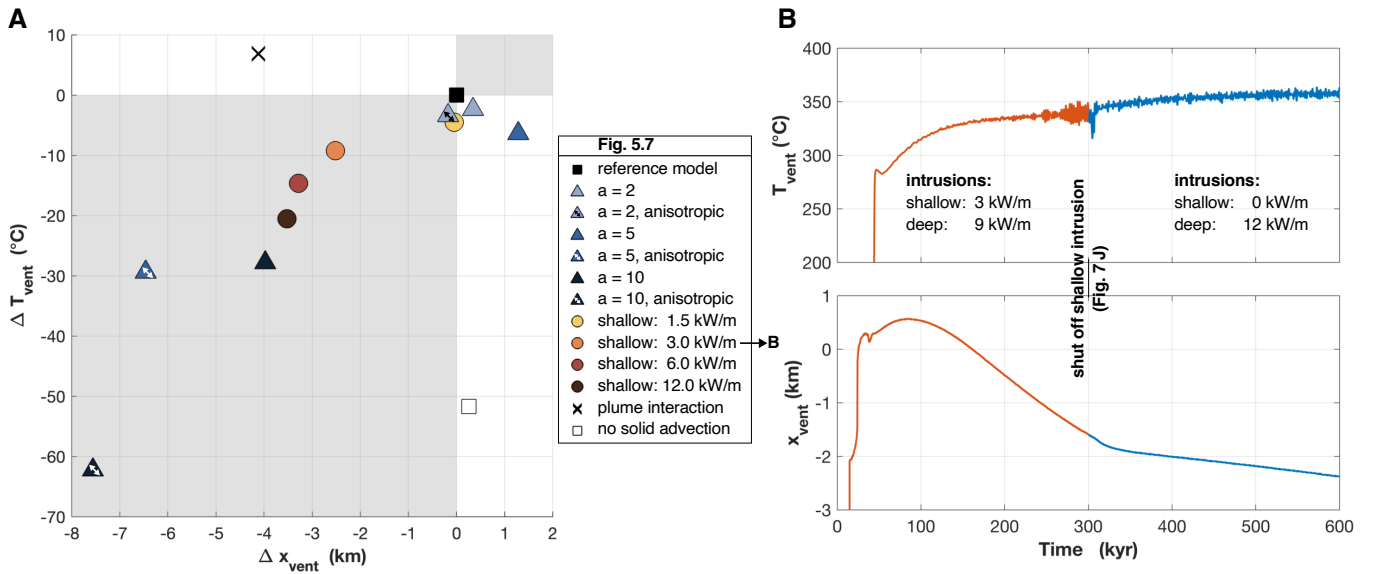 A
10
0
-10
-20
-30
-40
-50
-60
-70
Δ T_vent (°C)
-8 -7 -6 -5 -4 -3 -2 -1 0 1 2
Δ x_vent (km)
Fig. 5.7
reference model
a = 2
a = 2, anisotropic
a = 5
a = 5, anisotropic
a = 10
a = 10, anisotropic
shallow: 1.5 kW/m
shallow: 3.0 kW/m B
shallow: 6.0 kW/m
shallow: 12.0 kW/m
plume interaction
no solid advection
B
400
350
300
250
200
T_vent (°C)
intrusions:
shallow: 3 kW/m
deep: 9 kW/m
intrusions:
shallow: 0 kW/m
deep: 12 kW/m
shut off shallow intrusion
(Fig. 7 J)
1
0
-1
-2
-3
x_vent (km)
0 100 200 300 400 500 600
Time (kyr)